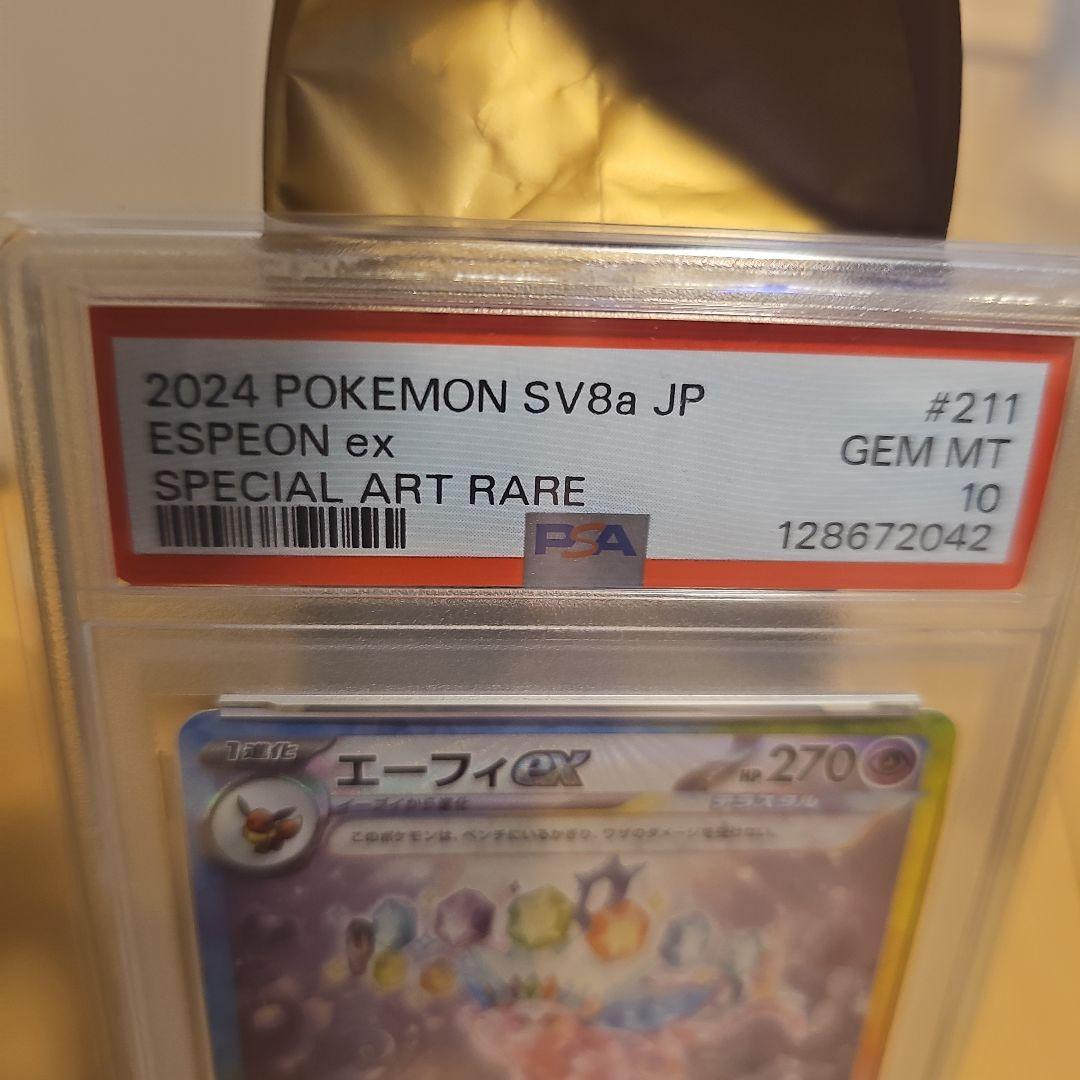 2024 POKEMON SV8a JP #211
ESPEON ex GEM MT
SPECIAL ART RARE 10
PSA 128672042
1進化 エーフィex HP 270
イーブイから進化 テラスタル
このポケモンは、ベンチにいるかぎり、ワザのダメージを受けない。